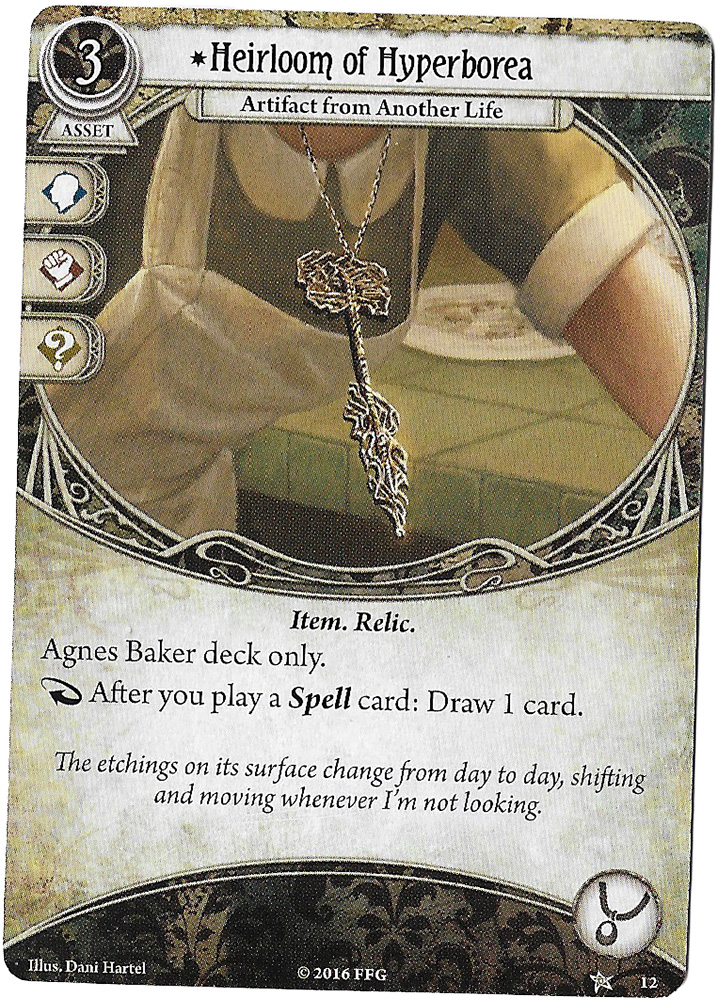 3
*Heirloom of Hyperborea
Artifact from Another Life
ASSET
?
Item. Relic.
Agnes Baker deck only.
After you play a Spell card: Draw 1 card.
The etchings on its surface change from day to day, shifting
and moving whenever I'm not looking.
Illus. Dani Hartel
© 2016 FFG
12